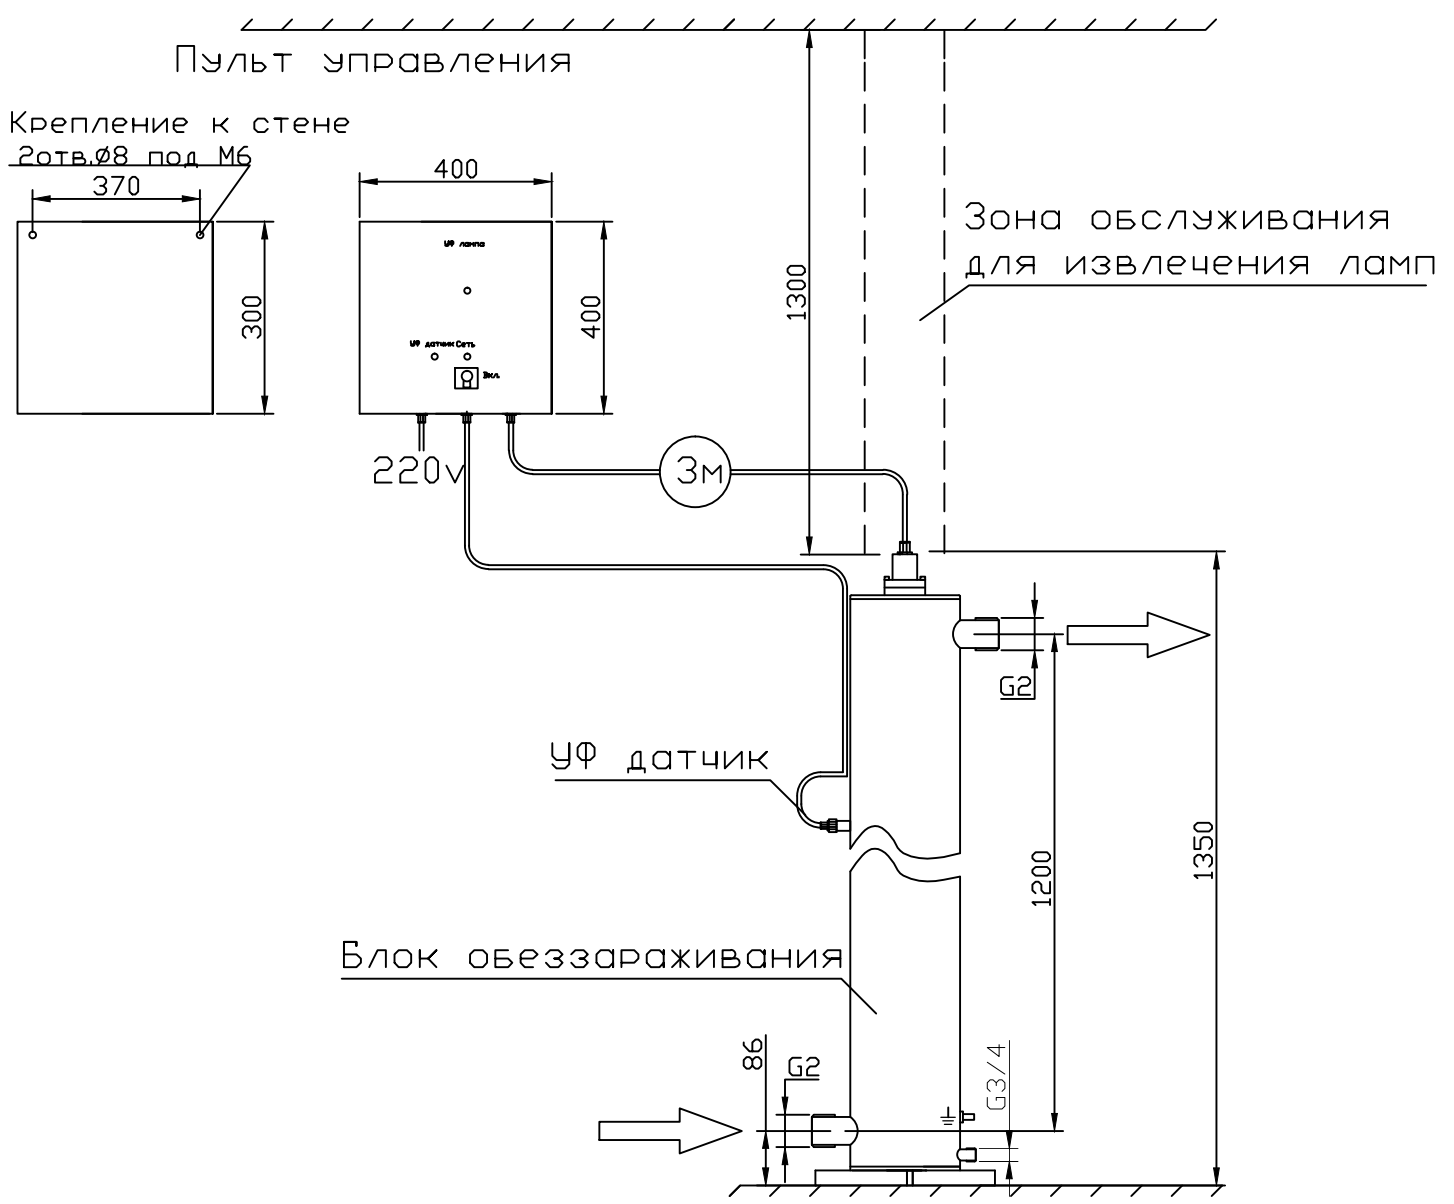 Пульт управления
Крепление к стене
2отв.Ø8 под М6
370
300
400
400
УФ лампа
УФ датчик Сеть
Вкл.
220v
3м
1300
Зона обслуживания
для извлечения ламп
G2
УФ датчик
1200
1350
Блок обеззараживания
86
G2
G3/4